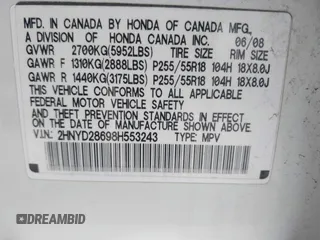 MFD. IN CANADA BY HONDA OF CANADA MFG.,
A DIVISION OF HONDA CANADA INC. 06/08
GVWR 2700KG(5952LBS) TIRE SIZE RIM SIZE
GAWR F 1310KG(2888LBS) P255/55R18 104H 18X8.0J
GAWR R 1440KG(3175LBS) P255/55R18 104H 18X8.0J
THIS VEHICLE CONFORMS TO ALL APPLICABLE
FEDERAL MOTOR VEHICLE SAFETY
AND THEFT PREVENTION STANDARDS IN EFFECT
ON THE DATE OF MANUFACTURE SHOWN ABOVE.
V.I.N: 2HNYD28698H553243 TYPE: MPV
DREAMBID